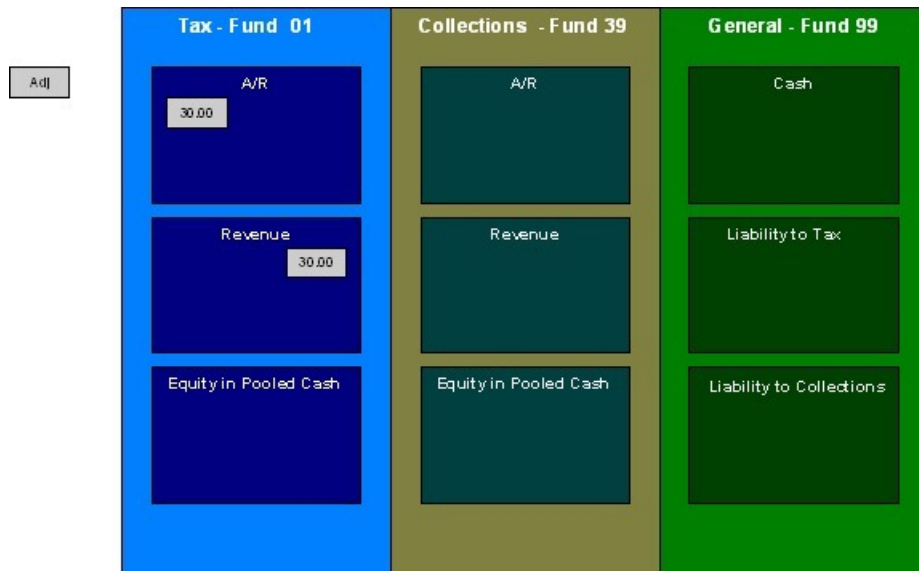 Tax - Fund 01
Collections - Fund 39
General - Fund 99
Adj
A/R
A/R
Cash
30.00
Revenue
Revenue
Liability to Tax
30.00
Equity in Pooled Cash
Equity in Pooled Cash
Liability to Collections